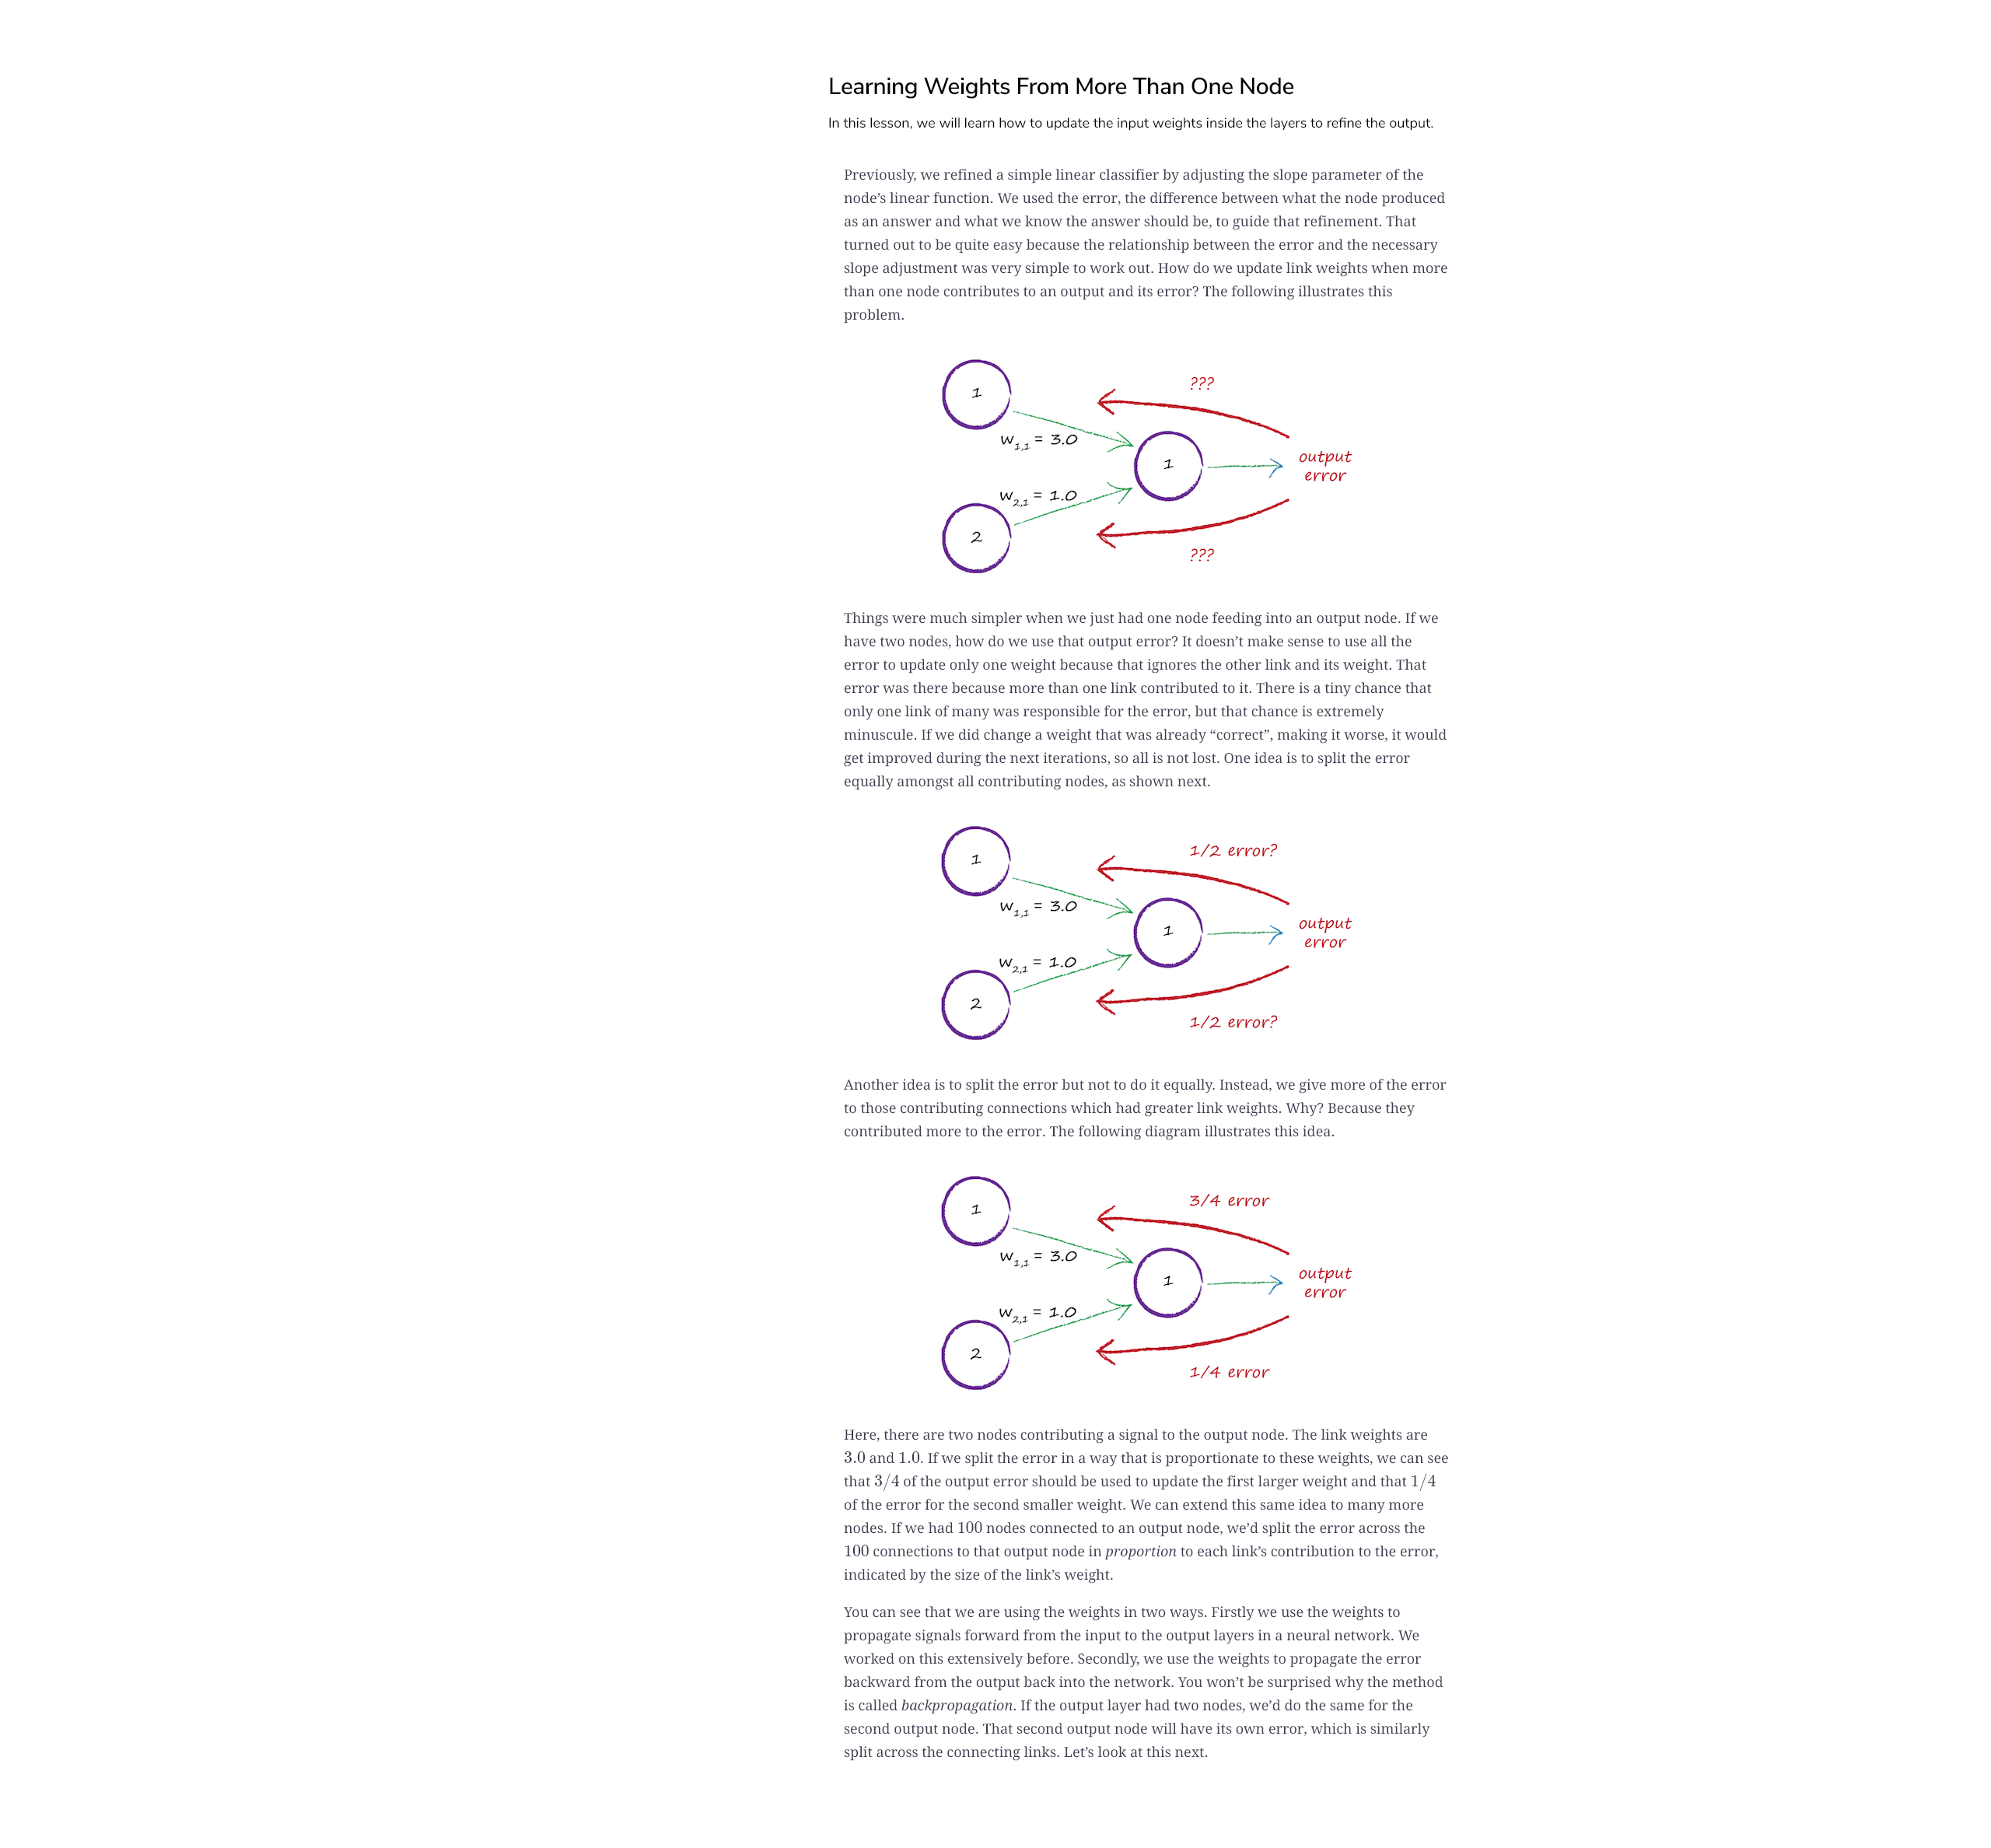 Learning Weights From More Than One Node
In this lesson, we will learn how to update the input weights inside the layers to refine the output.
Previously, we refined a simple linear classifier by adjusting the slope parameter of the
node’s linear function. We used the error, the difference between what the node produced
as an answer and what we know the answer should be, to guide that refinement. That
turned out to be quite easy because the relationship between the error and the necessary
slope adjustment was very simple to work out. How do we update link weights when more
than one node contributes to an output and its error? The following illustrates this
problem.
???
1
w1,1 = 3.0
output
error
1
w2,1 = 1.0
2
???
Things were much simpler when we just had one node feeding into an output node. If we
have two nodes, how do we use that output error? It doesn’t make sense to use all the
error to update only one weight because that ignores the other link and its weight. That
error was there because more than one link contributed to it. There is a tiny chance that
only one link of many was responsible for the error, but that chance is extremely
minuscule. If we did change a weight that was already “correct”, making it worse, it would
get improved during the next iterations, so all is not lost. One idea is to split the error
equally amongst all contributing nodes, as shown next.
1/2 error?
1
w1,1 = 3.0
output
error
1
w2,1 = 1.0
2
1/2 error?
Another idea is to split the error but not to do it equally. Instead, we give more of the error
to those contributing connections which had greater link weights. Why? Because they
contributed more to the error. The following diagram illustrates this idea.
3/4 error
1
w1,1 = 3.0
output
error
1
w2,1 = 1.0
2
1/4 error
Here, there are two nodes contributing a signal to the output node. The link weights are
3.0 and 1.0. If we split the error in a way that is proportionate to these weights, we can see
that 3/4 of the output error should be used to update the first larger weight and that 1/4
of the error for the second smaller weight. We can extend this same idea to many more
nodes. If we had 100 nodes connected to an output node, we’d split the error across the
100 connections to that output node in proportion to each link’s contribution to the error,
indicated by the size of the link’s weight.
You can see that we are using the weights in two ways. Firstly we use the weights to
propagate signals forward from the input to the output layers in a neural network. We
worked on this extensively before. Secondly, we use the weights to propagate the error
backward from the output back into the network. You won’t be surprised why the method
is called backpropagation. If the output layer had two nodes, we’d do the same for the
second output node. That second output node will have its own error, which is similarly
split across the connecting links. Let’s look at this next.